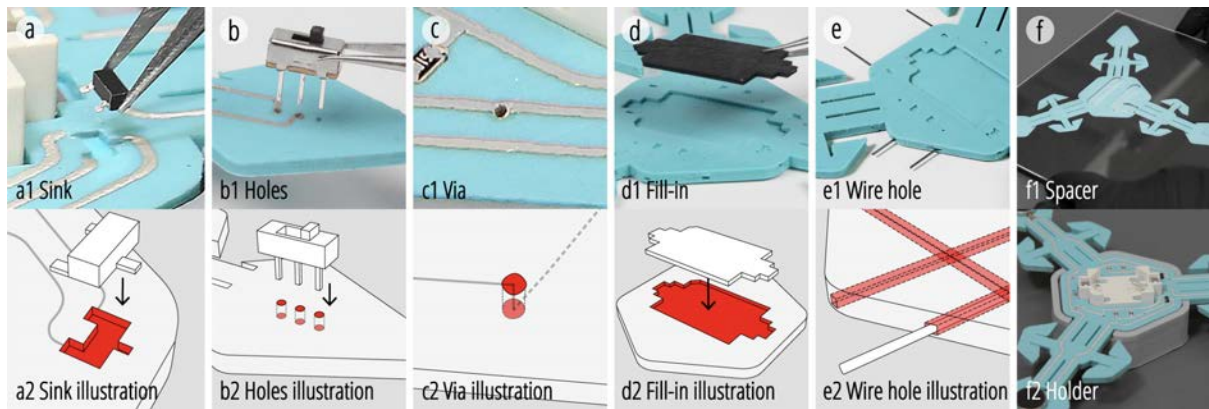 a
b
c
d
e
f
a1 Sink
b1 Holes
c1 Via
d1 Fill-in
e1 Wire hole
f1 Spacer
a2 Sink illustration
b2 Holes illustration
c2 Via illustration
d2 Fill-in illustration
e2 Wire hole illustration
f2 Holder